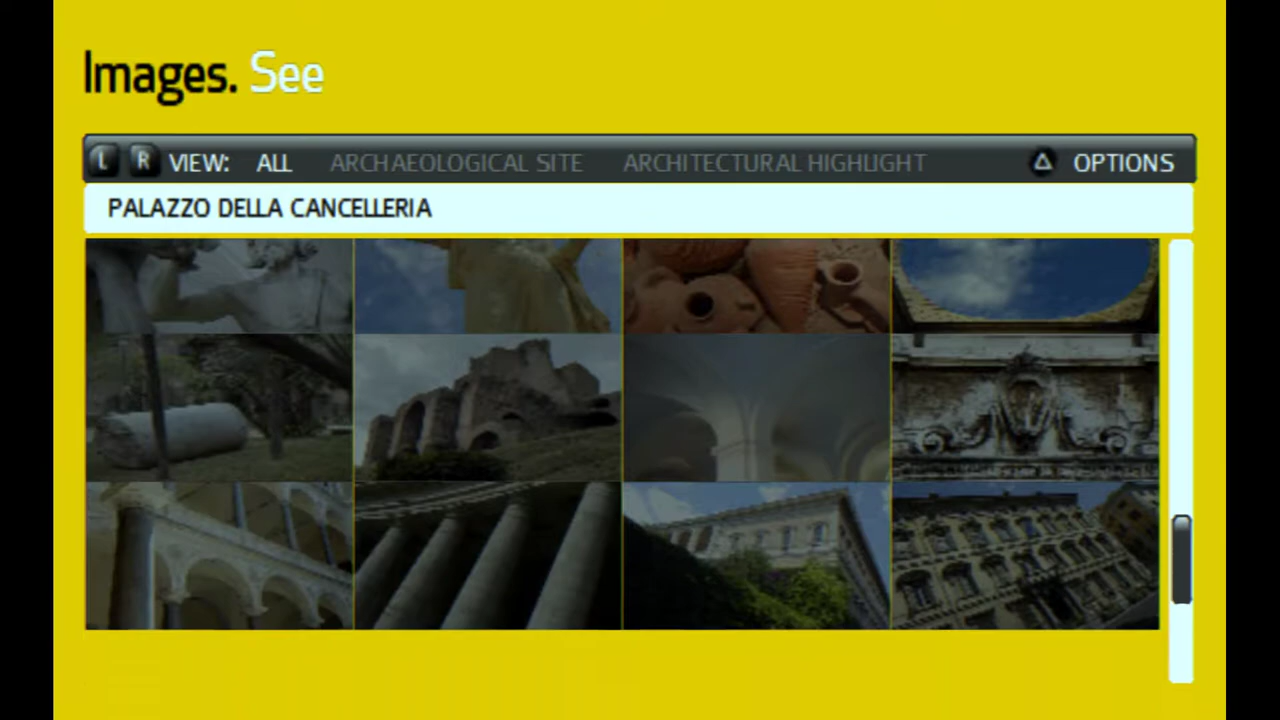 Images. See
L R VIEW: ALL ARCHAEOLOGICAL SITE ARCHITECTURAL HIGHLIGHT △ OPTIONS
PALAZZO DELLA CANCELLERIA